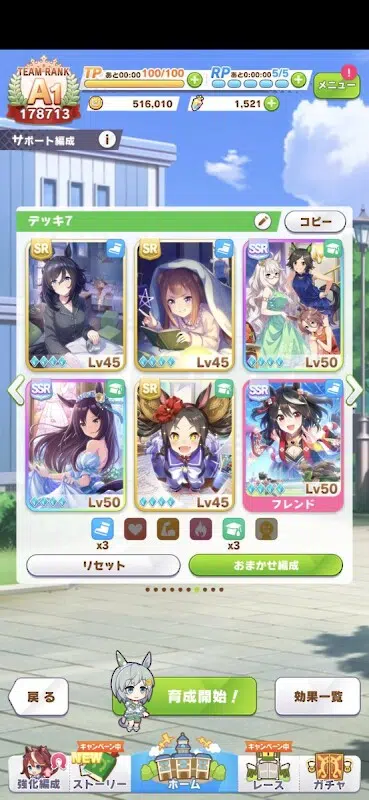 TEAM RANK
A1
178713
TP あと00:00 100/100
RP あと0:00:00 5/5
メニュー
516,010
1,521
サポート編成
デッキ7
コピー
SR
Lv45
SR
Lv45
SSR
Lv50
SSR
Lv50
SR
Lv45
SSR
Lv50
フレンド
x3
x3
リセット
おまかせ編成
戻る
育成開始!
効果一覧
強化編成
NEW
キャンペーン中
ストーリー
ホーム
キャンペーン中
レース
ガチャ